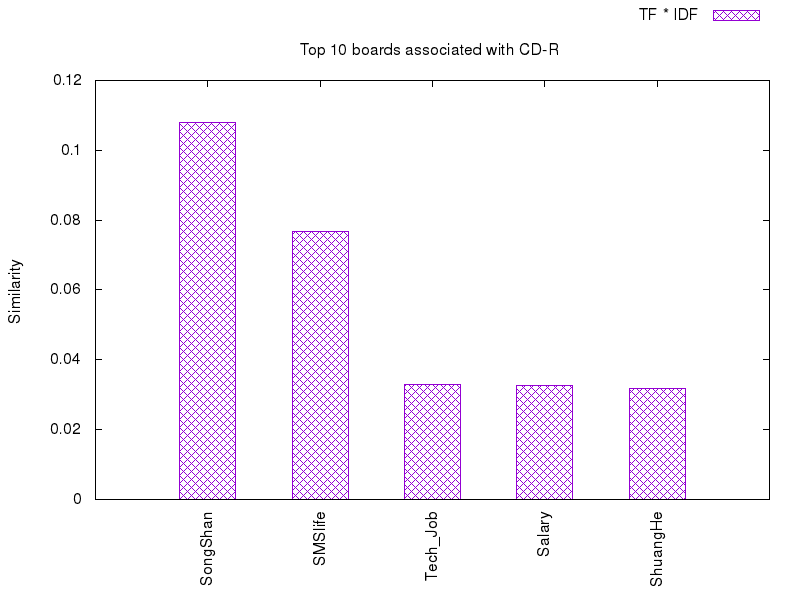 TF * IDF
Top 10 boards associated with CD-R
Similarity
0.12
0.1
0.08
0.06
0.04
0.02
0
SongShan
SMSlife
Tech_Job
Salary
ShuangHe